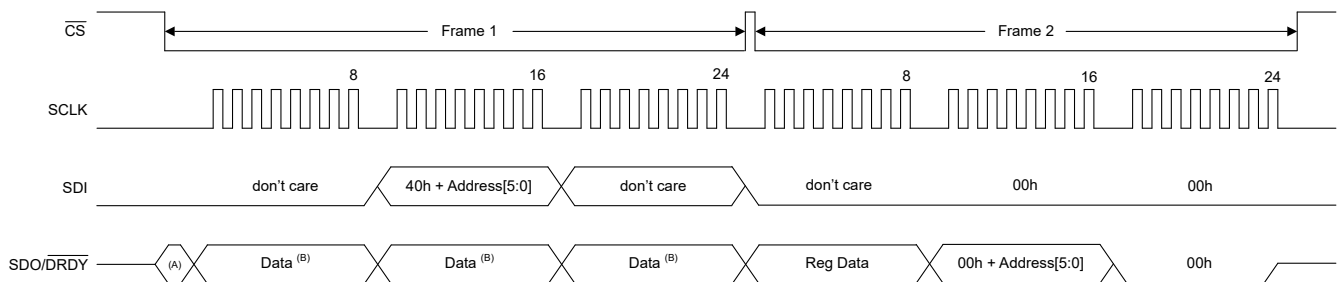 CS Frame 1 Frame 2
8 16 24 8 16 24
SCLK
SDI don't care 40h + Address[5:0] don't care don't care 00h 00h
SDO/DRDY (A) Data (B) Data (B) Data (B) Reg Data 00h + Address[5:0] 00h